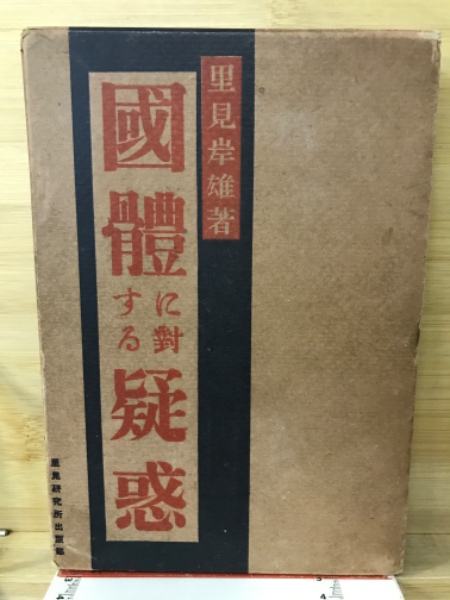 里見岸雄著
國體に對する疑惑
里見研究所出版部